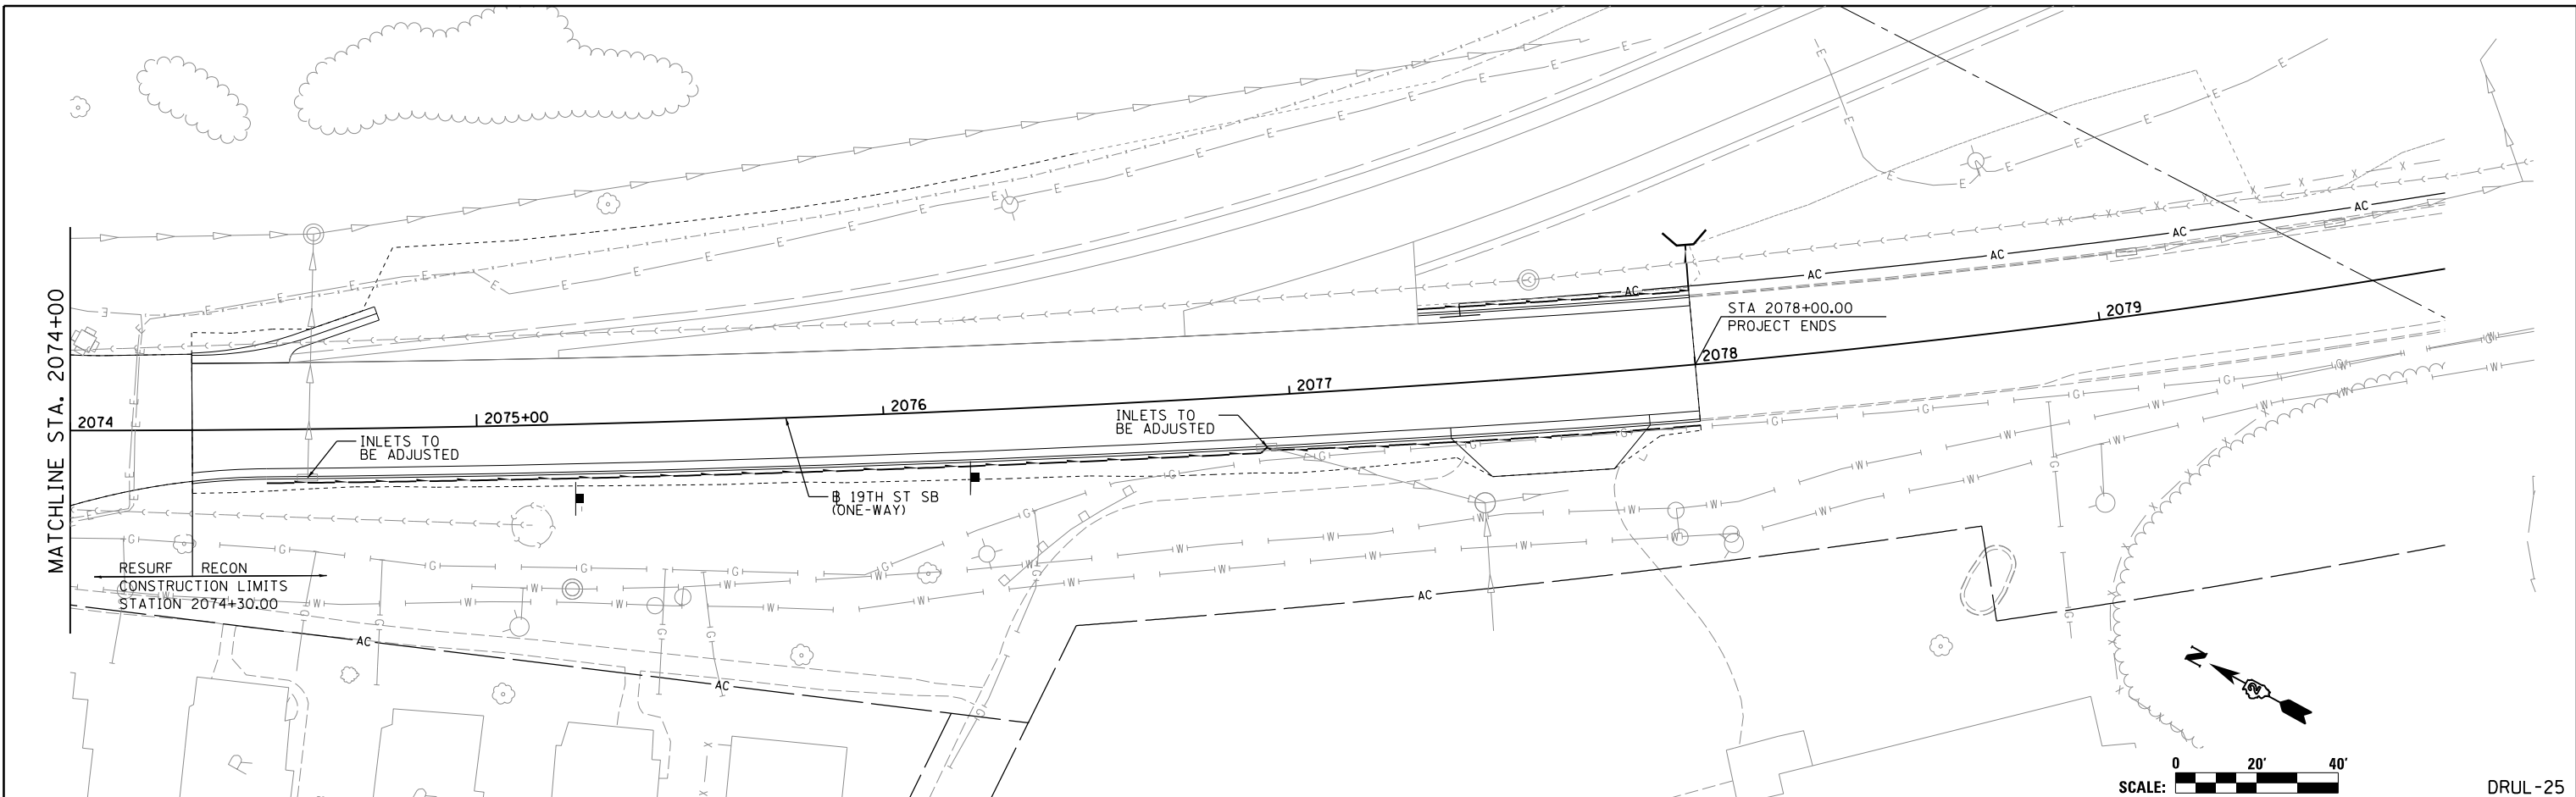 MATCHLINE STA. 2074+00
2074
2075+00
2076
2077
2078
2079
STA 2078+00.00
PROJECT ENDS
INLETS TO
BE ADJUSTED
INLETS TO
BE ADJUSTED
B 19TH ST SB
(ONE-WAY)
RESURF RECON
CONSTRUCTION LIMITS
STATION 2074+30.00
AC
AC
AC
AC
AC
AC
AC
AC
R
N
2
SCALE: 0 20' 40'
DRUL-25